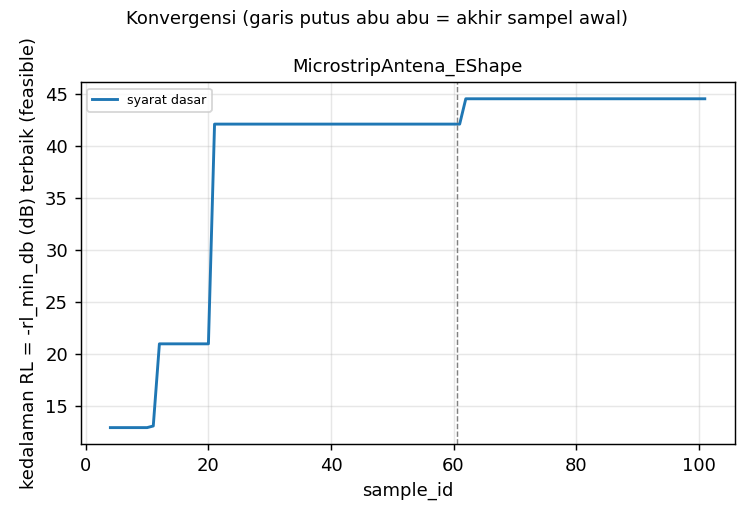 Konvergensi (garis putus abu abu = akhir sampel awal)
MicrostripAntena_EShape
kedalaman RL = -rl_min_db (dB) terbaik (feasible)
syarat dasar
45
40
35
30
25
20
15
0
20
40
60
80
100
sample_id